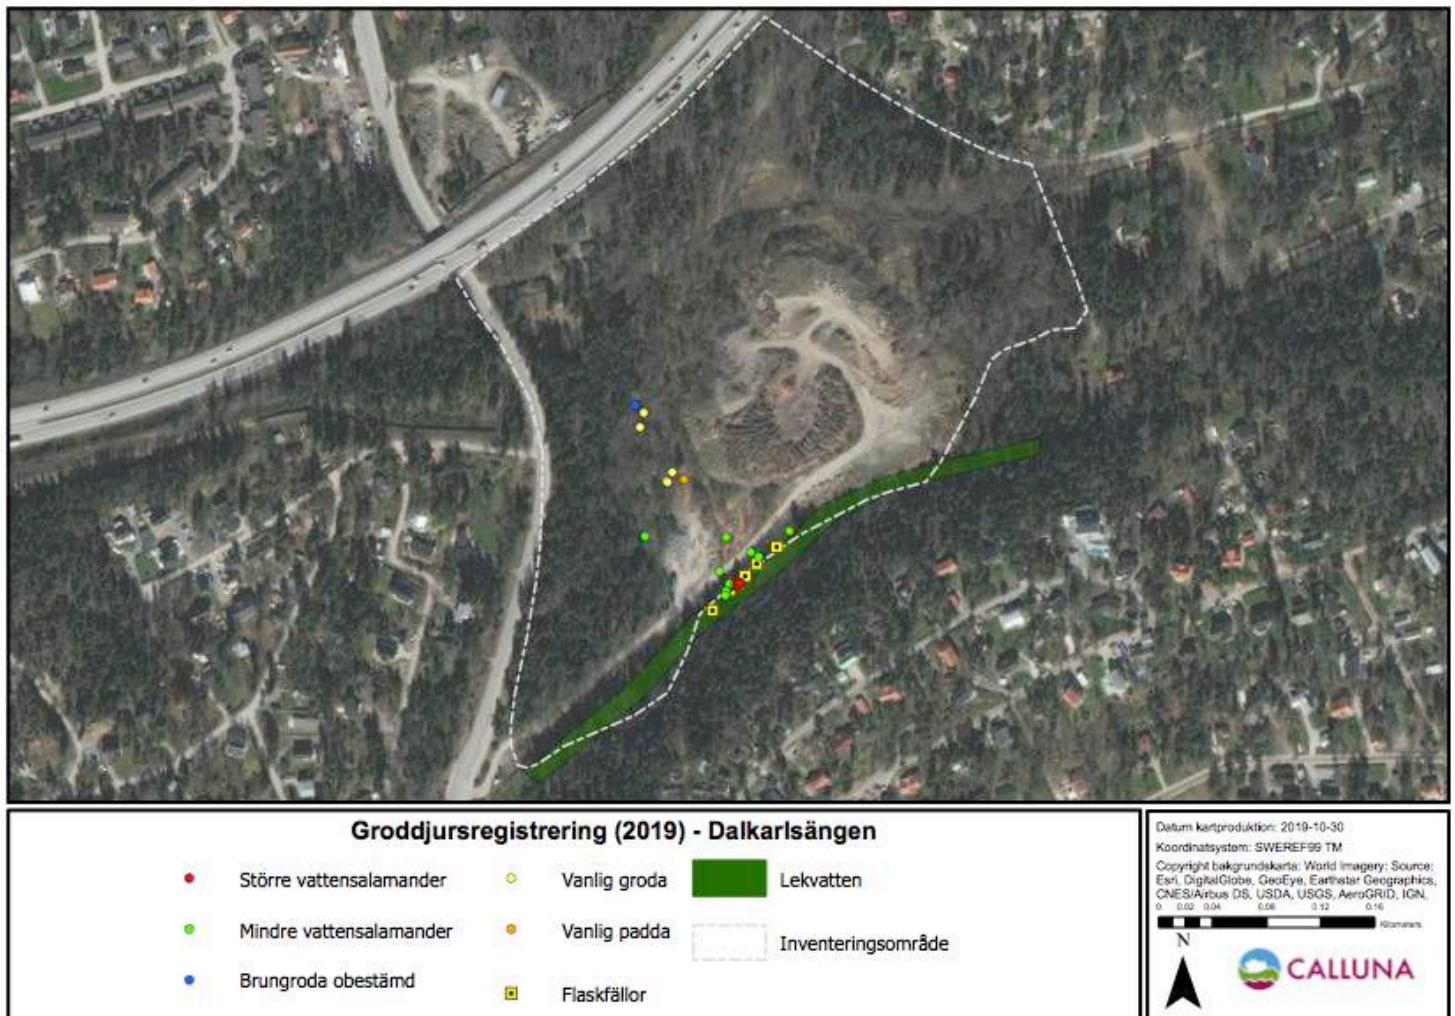 Groddjursregistrering (2019) - Dalkarlsängen
Större vattensalamander
Vanlig groda
Lekvatten
Mindre vattensalamander
Vanlig padda
Inventeringsområde
Brungroda obestämd
Flaskfällor
Datum kartproduktion: 2019-10-30
Koordinatsystem: SWEREF99 TM
Copyright bakgrundskarta: World Imagery: Source:
Esri, DigitalGlobe, GeoEye, Earthstar Geographics,
CNES/Airbus DS, USDA, USGS, AeroGRID, IGN,
0 0.02 0.04 0.08 0.12 0.16
Kilometers
N
CALLUNA